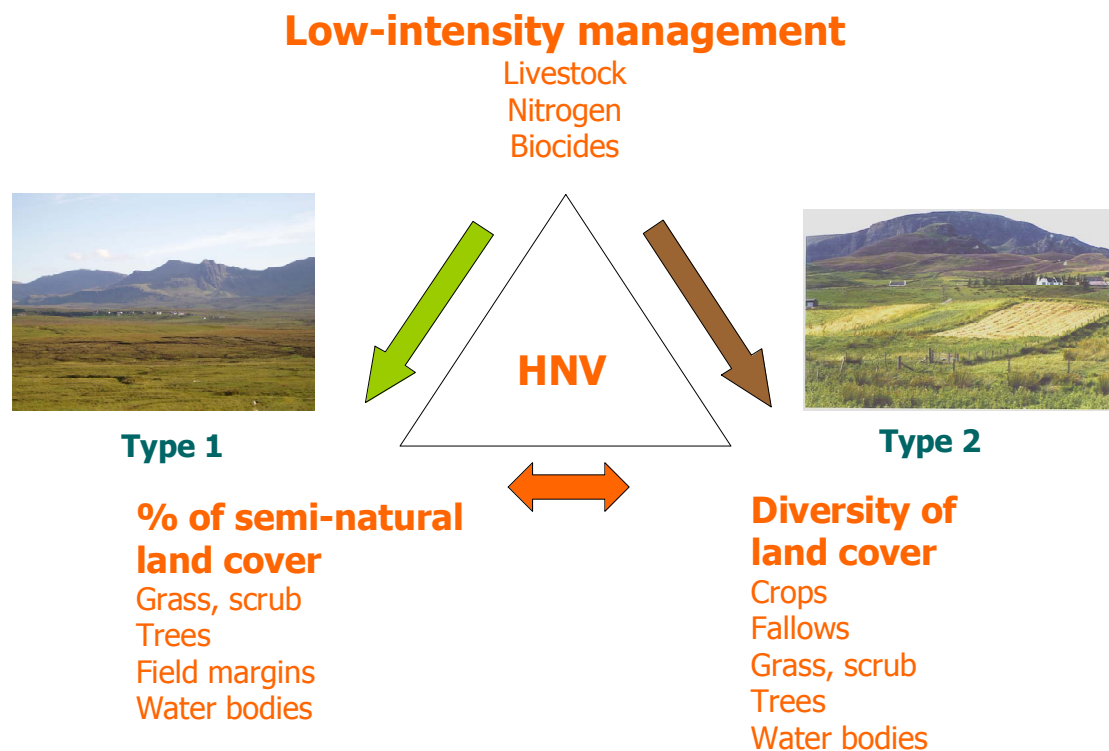 Low-intensity management
Livestock
Nitrogen
Biocides
HNV
Type 1
Type 2
% of semi-natural
land cover
Grass, scrub
Trees
Field margins
Water bodies
Diversity of
land cover
Crops
Fallows
Grass, scrub
Trees
Water bodies